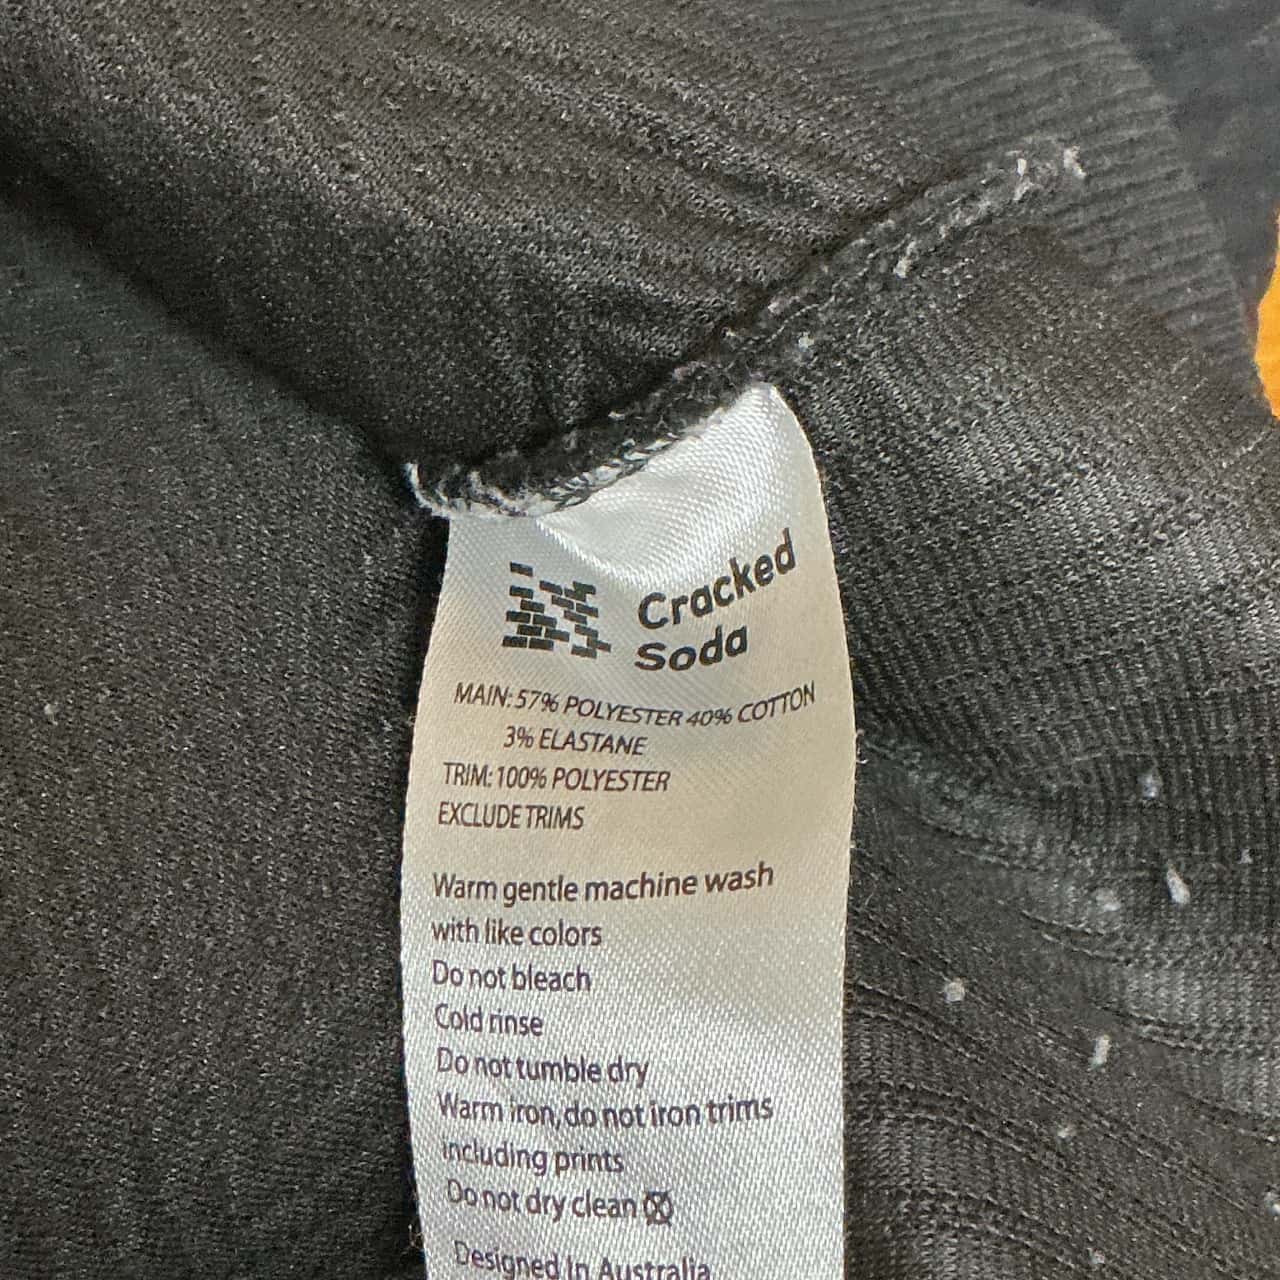 Cracked
Soda
MAIN: 57% POLYESTER 40% COTTON
3% ELASTANE
TRIM: 100% POLYESTER
EXCLUDE TRIMS
Warm gentle machine wash
with like colors
Do not bleach
Cold rinse
Do not tumble dry
Warm iron, do not iron trims
including prints
Do not dry clean
Designed In Australia